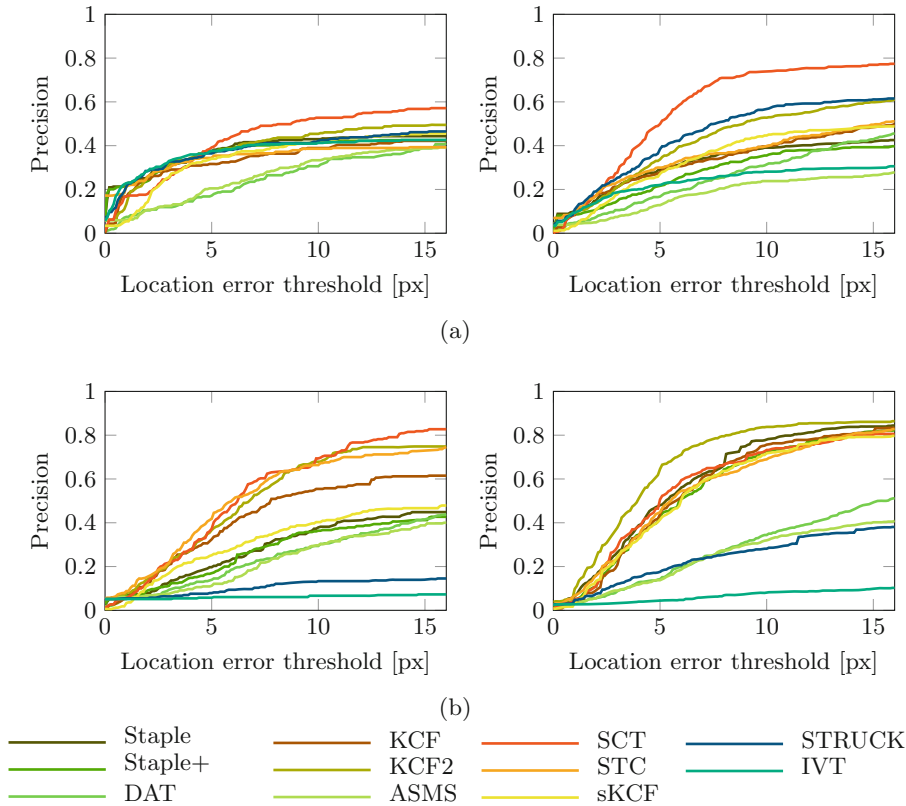 1
1
0.8
0.8
0.6
0.6
0.4
0.4
0.2
0.2
0
0
Precision
Precision
0 5 10 15
0 5 10 15
Location error threshold [px]
Location error threshold [px]
(a)
1
1
0.8
0.8
0.6
0.6
0.4
0.4
0.2
0.2
0
0
Precision
Precision
0 5 10 15
0 5 10 15
Location error threshold [px]
Location error threshold [px]
(b)
Staple KCF SCT STRUCK
Staple+ KCF2 STC IVT
DAT ASMS sKCF